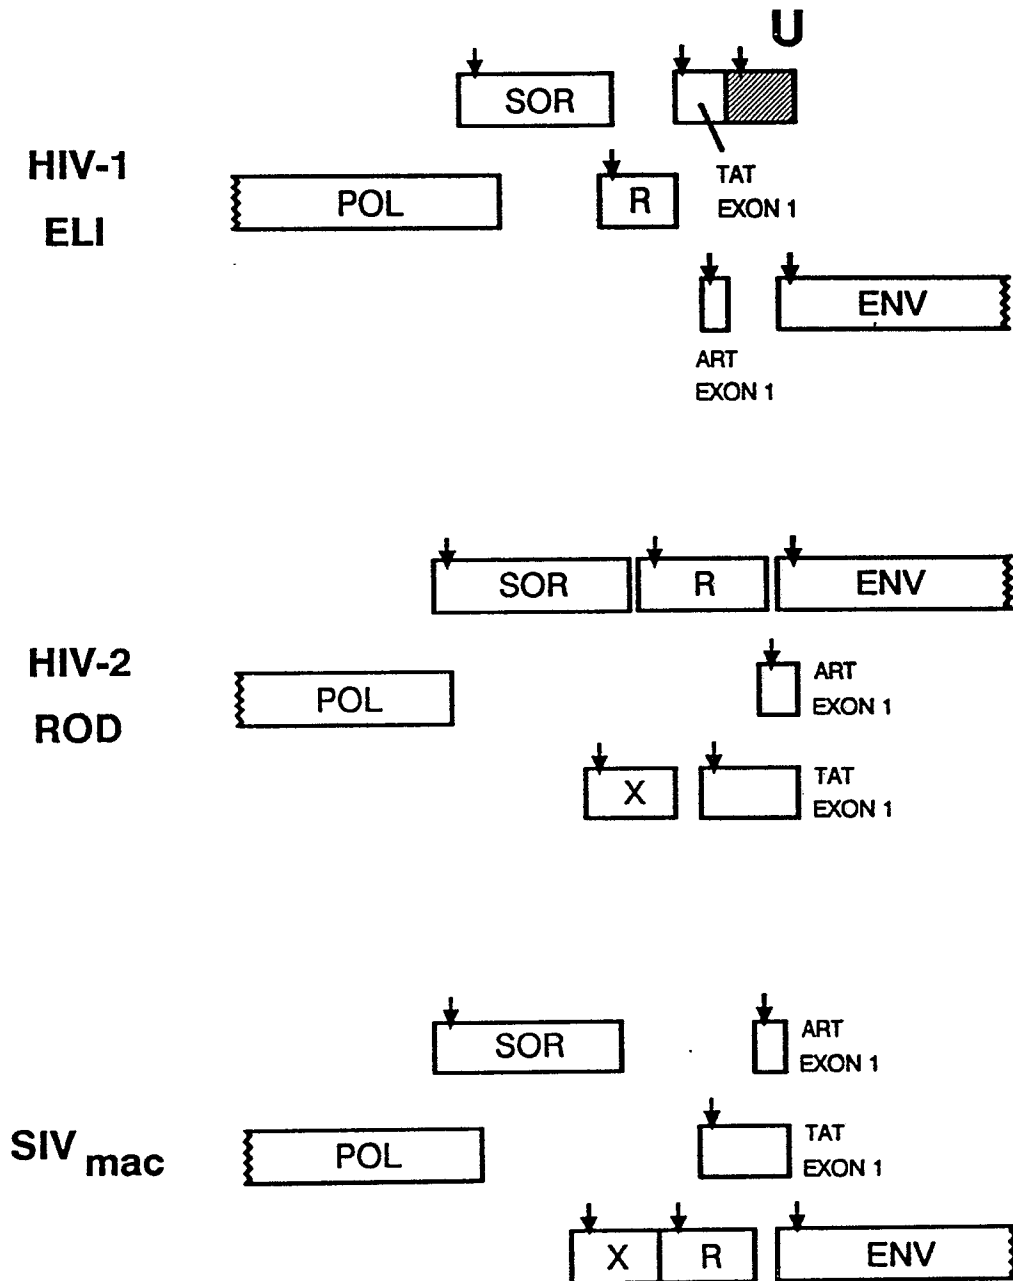 U
SOR
HIV-1
ELI
POL
R
TAT
EXON 1
ENV
ART
EXON 1
SOR
R
ENV
HIV-2
ROD
POL
ART
EXON 1
X
TAT
EXON 1
SOR
ART
EXON 1
SIV mac
POL
TAT
EXON 1
X
R
ENV